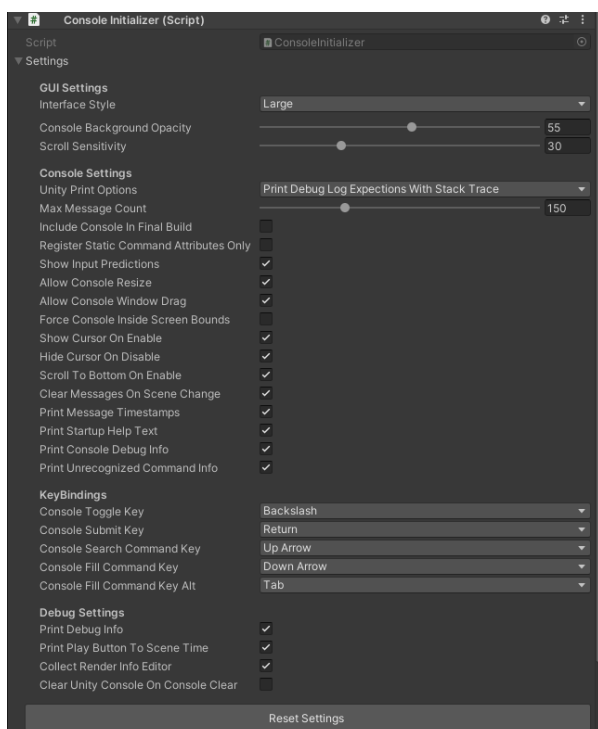 # Console Initializer (Script)
Script # ConsoleInitializer
Settings
GUI Settings
Interface Style Large
Console Background Opacity 55
Scroll Sensitivity 30
Console Settings
Unity Print Options Print Debug Log Expections With Stack Trace
Max Message Count 150
Include Console In Final Build
Register Static Command Attributes Only
Show Input Predictions
Allow Console Resize
Allow Console Window Drag
Force Console Inside Screen Bounds
Show Cursor On Enable
Hide Cursor On Disable
Scroll To Bottom On Enable
Clear Messages On Scene Change
Print Message Timestamps
Print Startup Help Text
Print Console Debug Info
Print Unrecognized Command Info
KeyBindings
Console Toggle Key Backslash
Console Submit Key Return
Console Search Command Key Up Arrow
Console Fill Command Key Down Arrow
Console Fill Command Key Alt Tab
Debug Settings
Print Debug Info
Print Play Button To Scene Time
Collect Render Info Editor
Clear Unity Console On Console Clear
Reset Settings